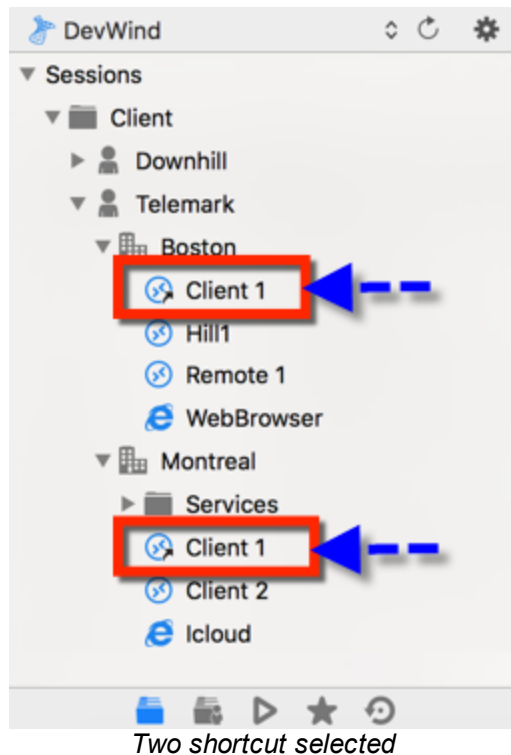 DevWind
Sessions
Client
Downhill
Telemark
Boston
Client 1
Hill1
Remote 1
WebBrowser
Montreal
Services
Client 1
Client 2
Icloud
Two shortcut selected